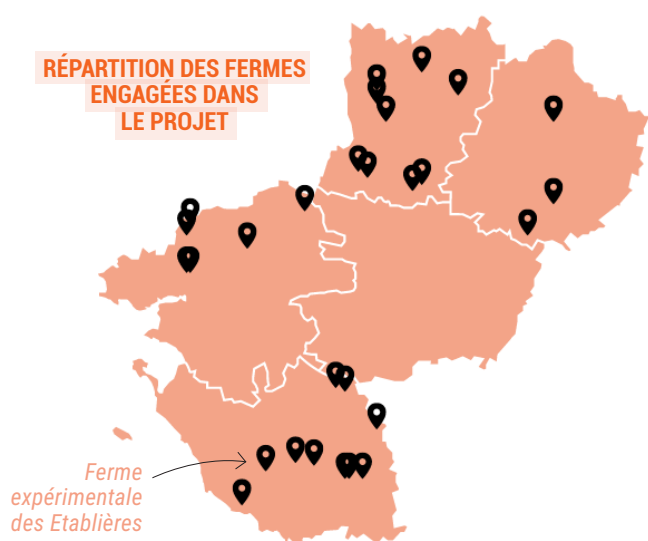 RÉPARTITION DES FERMES
ENGAGÉES DANS
LE PROJET
Ferme
expérimentale
des Etablières